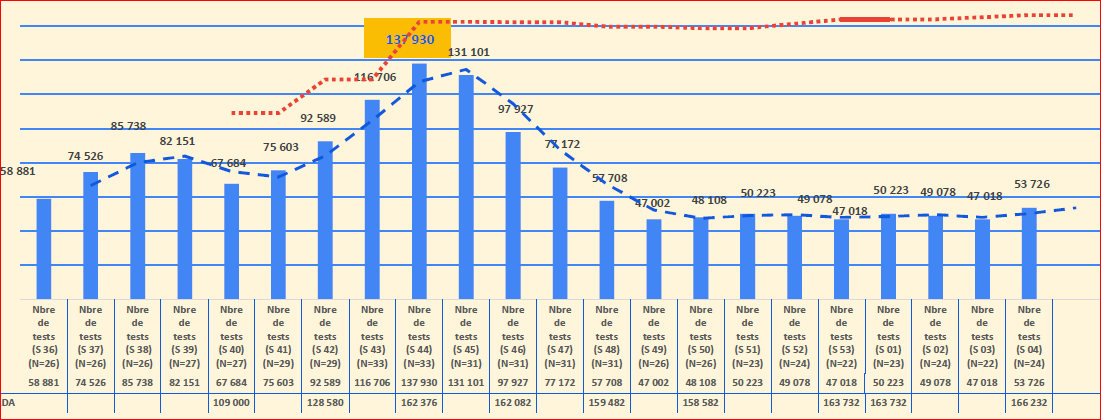 137 930
131 101
116 706
92 589
97 927
85 738
82 151
75 603
77 172
74 526
67 684
58 881
57 708
47 002
48 108
50 223
49 078
47 018
50 223
49 078
47 018
53 726
Nbre de tests (S 36) (N=26)
Nbre de tests (S 37) (N=26)
Nbre de tests (S 38) (N=26)
Nbre de tests (S 39) (N=27)
Nbre de tests (S 40) (N=27)
Nbre de tests (S 41) (N=29)
Nbre de tests (S 42) (N=29)
Nbre de tests (S 43) (N=33)
Nbre de tests (S 44) (N=33)
Nbre de tests (S 45) (N=31)
Nbre de tests (S 46) (N=31)
Nbre de tests (S 47) (N=31)
Nbre de tests (S 48) (N=31)
Nbre de tests (S 49) (N=26)
Nbre de tests (S 50) (N=26)
Nbre de tests (S 51) (N=23)
Nbre de tests (S 52) (N=24)
Nbre de tests (S 53) (N=22)
Nbre de tests (S 01) (N=23)
Nbre de tests (S 02) (N=24)
Nbre de tests (S 03) (N=22)
Nbre de tests (S 04) (N=24)
58 881 74 526 85 738 82 151 67 684 75 603 92 589 116 706 137 930 131 101 97 927 77 172 57 708 47 002 48 108 50 223 49 078 47 018 50 223 49 078 47 018 53 726
DA 109 000 128 580 162 376 162 082 159 482 158 582 163 732 163 732 166 232